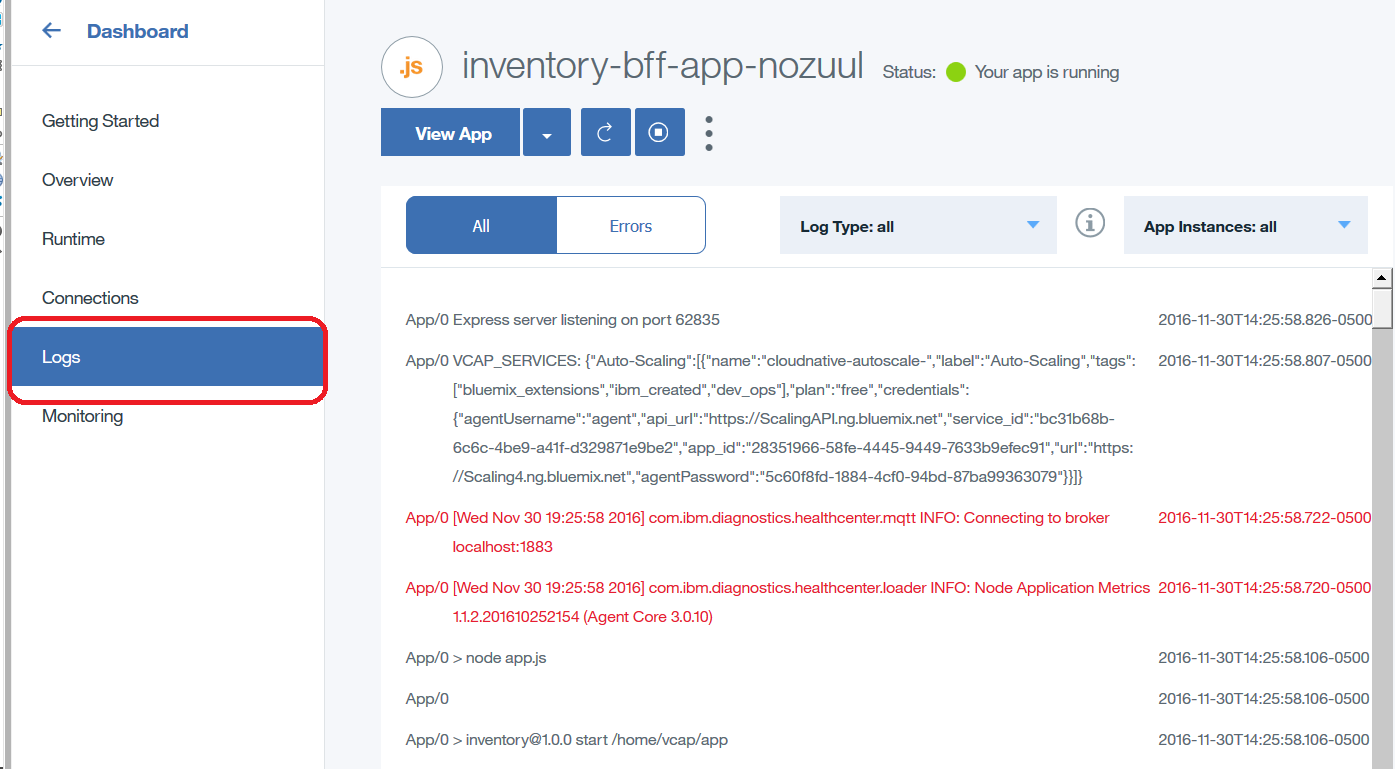 Dashboard
Getting Started
Overview
Runtime
Connections
Logs
Monitoring
.js
inventory-bff-app-nozuul
Status: Your app is running
View App
All
Errors
Log Type: all
App Instances: all
App/0 Express server listening on port 62835 2016-11-30T14:25:58.826-0500
App/0 VCAP_SERVICES: {"Auto-Scaling":[{"name":"cloudnative-autoscale-","label":"Auto-Scaling","tags": 2016-11-30T14:25:58.807-0500
["bluemix_extensions","ibm_created","dev_ops"],"plan":"free","credentials":
{"agentUsername":"agent","api_url":"https://ScalingAPI.ng.bluemix.net","service_id":"bc31b68b-
6c6c-4be9-a41f-d329871e9be2","app_id":"28351966-58fe-4445-9449-7633b9efec91","url":"https:
//Scaling4.ng.bluemix.net","agentPassword":"5c60f8fd-1884-4cf0-94bd-87ba99363079"}}]}
App/0 [Wed Nov 30 19:25:58 2016] com.ibm.diagnostics.healthcenter.mqtt INFO: Connecting to broker 2016-11-30T14:25:58.722-0500
localhost:1883
App/0 [Wed Nov 30 19:25:58 2016] com.ibm.diagnostics.healthcenter.loader INFO: Node Application Metrics 2016-11-30T14:25:58.720-0500
1.1.2.201610252154 (Agent Core 3.0.10)
App/0 > node app.js 2016-11-30T14:25:58.106-0500
App/0 2016-11-30T14:25:58.106-0500
App/0 > inventory@1.0.0 start /home/vcap/app 2016-11-30T14:25:58.106-0500